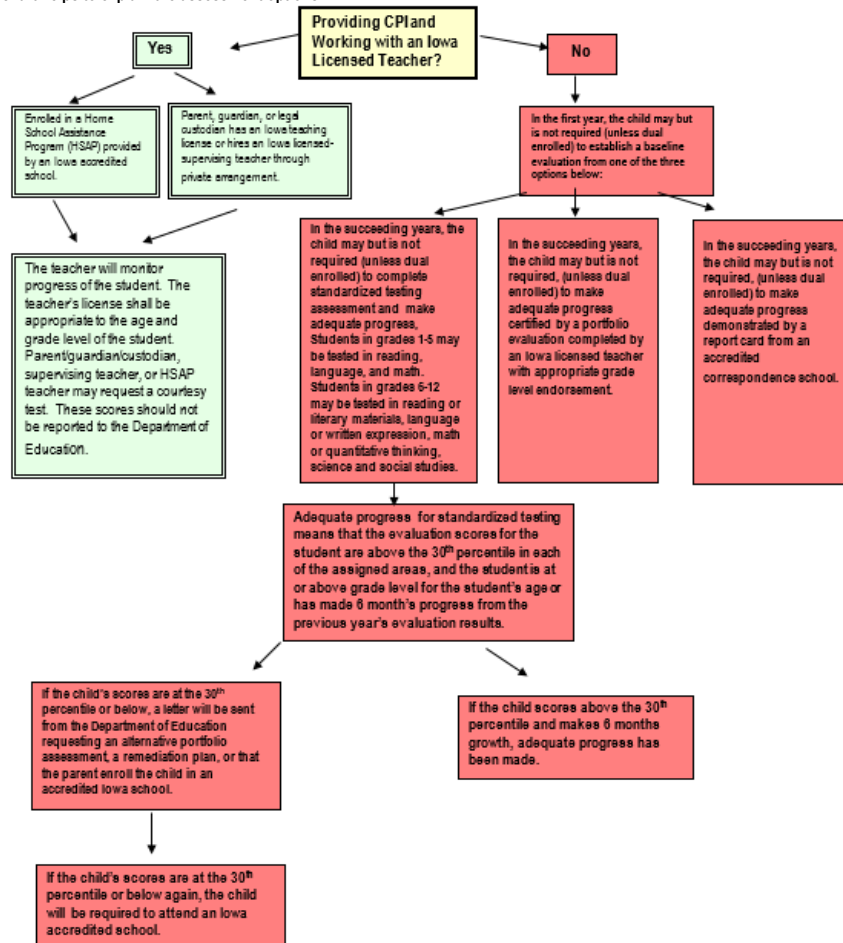 Providing CPI and
Working with an Iowa
Licensed Teacher?
Yes
No
Enrolled in a Home
School Assistance
Program (HSAP) provided
by an Iowa accredited
school.
Parent, guardian, or legal
custodian has an Iowa teaching
license or hires an Iowa licensed-
supervising teacher through
private arrangement.
In the first year, the child may but
is not required (unless dual
enrolled) to establish a baseline
evaluation from one of the three
options below:
The teacher will monitor
progress of the student. The
teacher's license shall be
appropriate to the age and
grade level of the student.
Parent/guardian/custodian,
supervising teacher, or HSAP
teacher may request a courtesy
test. These scores should not
be reported to the Department of
Education.
In the succeeding years, the
child may but is not
required (unless dual
enrolled) to complete
standardized testing
assessment and make
adequate progress,
Students in grades 1-5 may
be tested in reading,
language, and math.
Students in grades 6-12
may be tested in reading or
literary materials, language
or written expression, math
or quantitative thinking,
science and social studies.
In the succeeding years,
the child may but is not
required, (unless dual
enrolled) to make
adequate progress
certified by a portfolio
evaluation completed by
an Iowa licensed teacher
with appropriate grade
level endorsement.
In the succeeding years,
the child may but is not
required, (unless dual
enrolled) to make
adequate progress
demonstrated by a
report card from an
accredited
correspondence school.
Adequate progress for standardized testing
means that the evaluation scores for the
student are above the 30th percentile in each
of the assigned areas, and the student is at
or above grade level for the student's age or
has made 6 month's progress from the
previous year's evaluation results.
If the child's scores are at the 30th
percentile or below, a letter will be sent
from the Department of Education
requesting an alternative portfolio
assessment, a remediation plan, or that
the parent enroll the child in an
accredited Iowa school.
If the child scores above the 30th
percentile and makes 6 months
growth, adequate progress has
been made.
If the child's scores are at the 30th
percentile or below again, the child
will be required to attend an Iowa
accredited school.